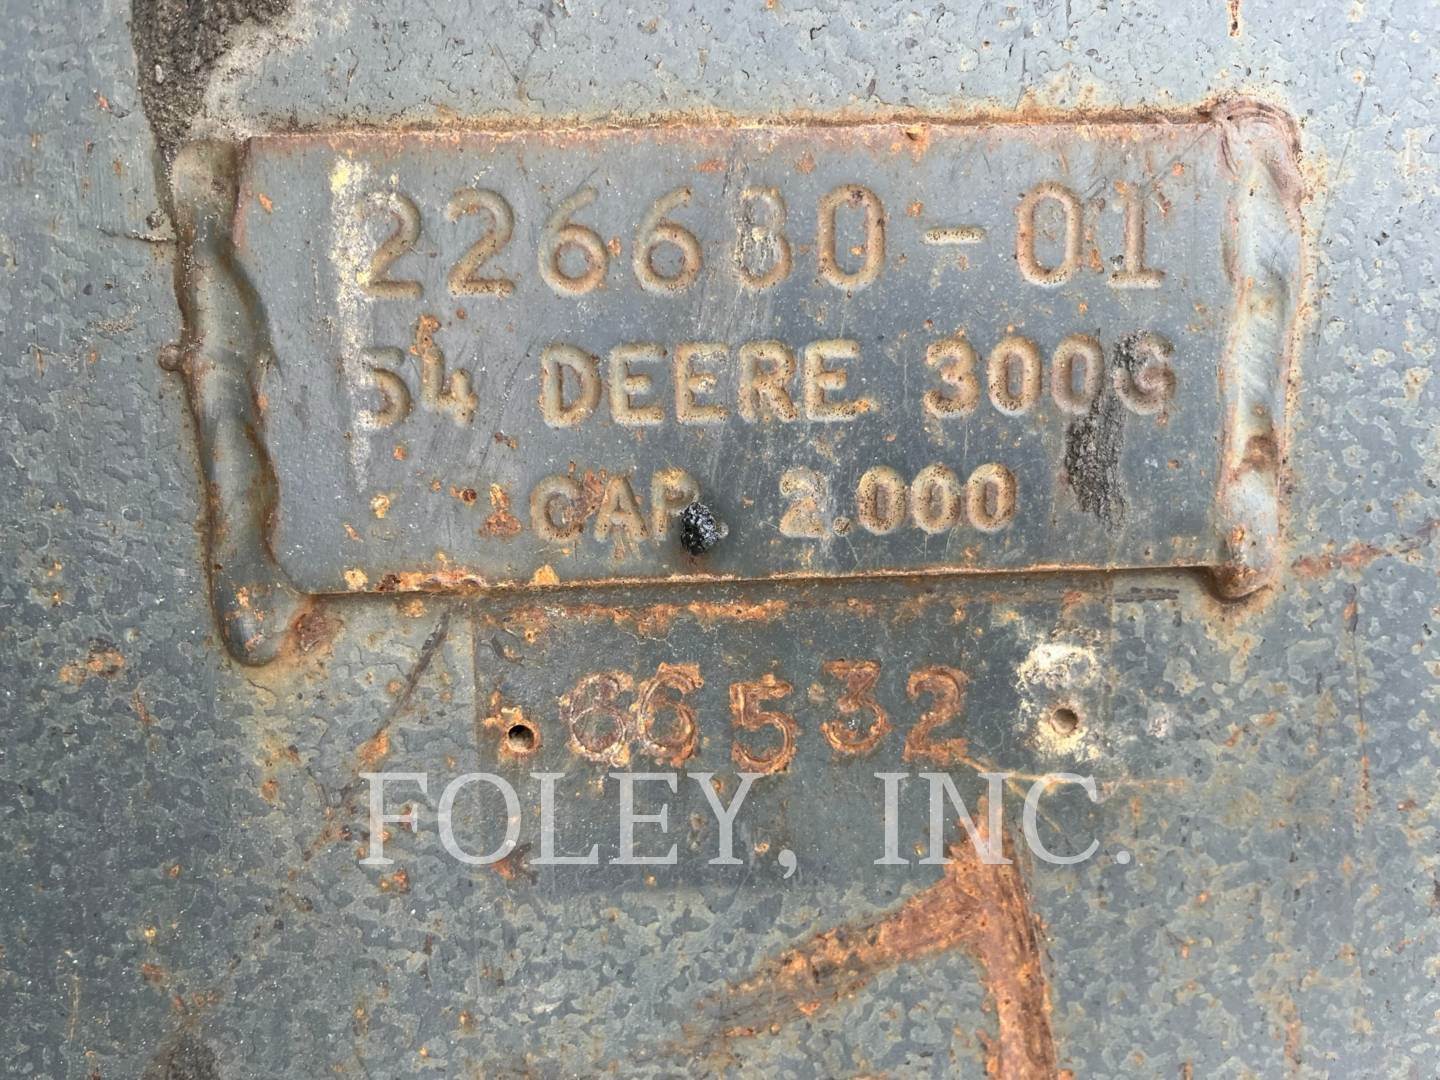 226680-01
54 DEERE 300G
CAP 2.000
66532
FOLEY, INC.